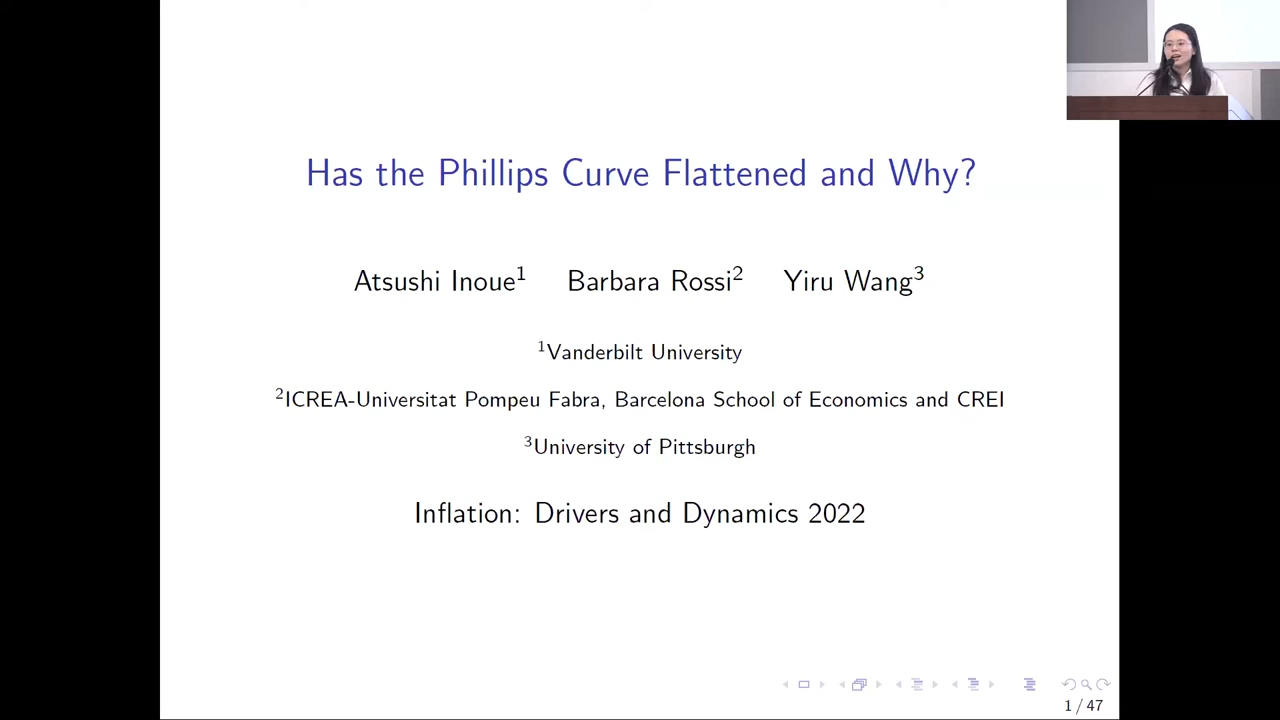 Has the Phillips Curve Flattened and Why?
Atsushi Inoue1 Barbara Rossi2 Yiru Wang3
1Vanderbilt University
2ICREA-Universitat Pompeu Fabra, Barcelona School of Economics and CREI
3University of Pittsburgh
Inflation: Drivers and Dynamics 2022
1 / 47